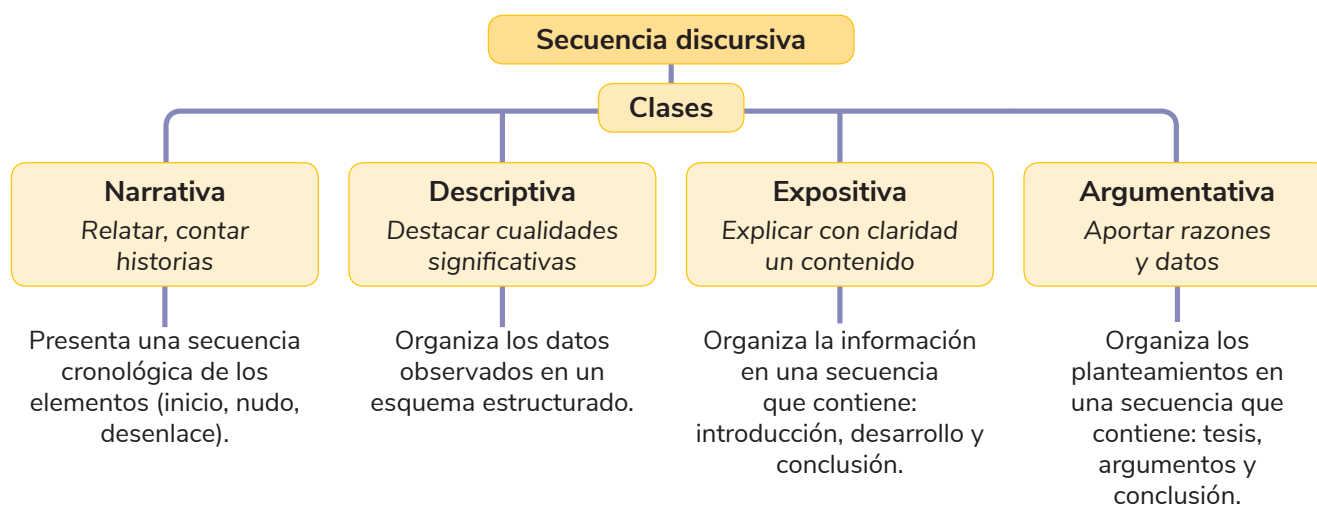 Secuencia discursiva
Clases
Narrativa
Relatar, contar
historias
Presenta una secuencia
cronológica de los
elementos (inicio, nudo,
desenlace).
Descriptiva
Destacar cualidades
significativas
Organiza los datos
observados en un
esquema estructurado.
Expositiva
Explicar con claridad
un contenido
Organiza la información
en una secuencia
que contiene:
introducción, desarrollo y
conclusión.
Argumentativa
Aportar razones
y datos
Organiza los
planteamientos en
una secuencia que
contiene: tesis,
argumentos y
conclusión.